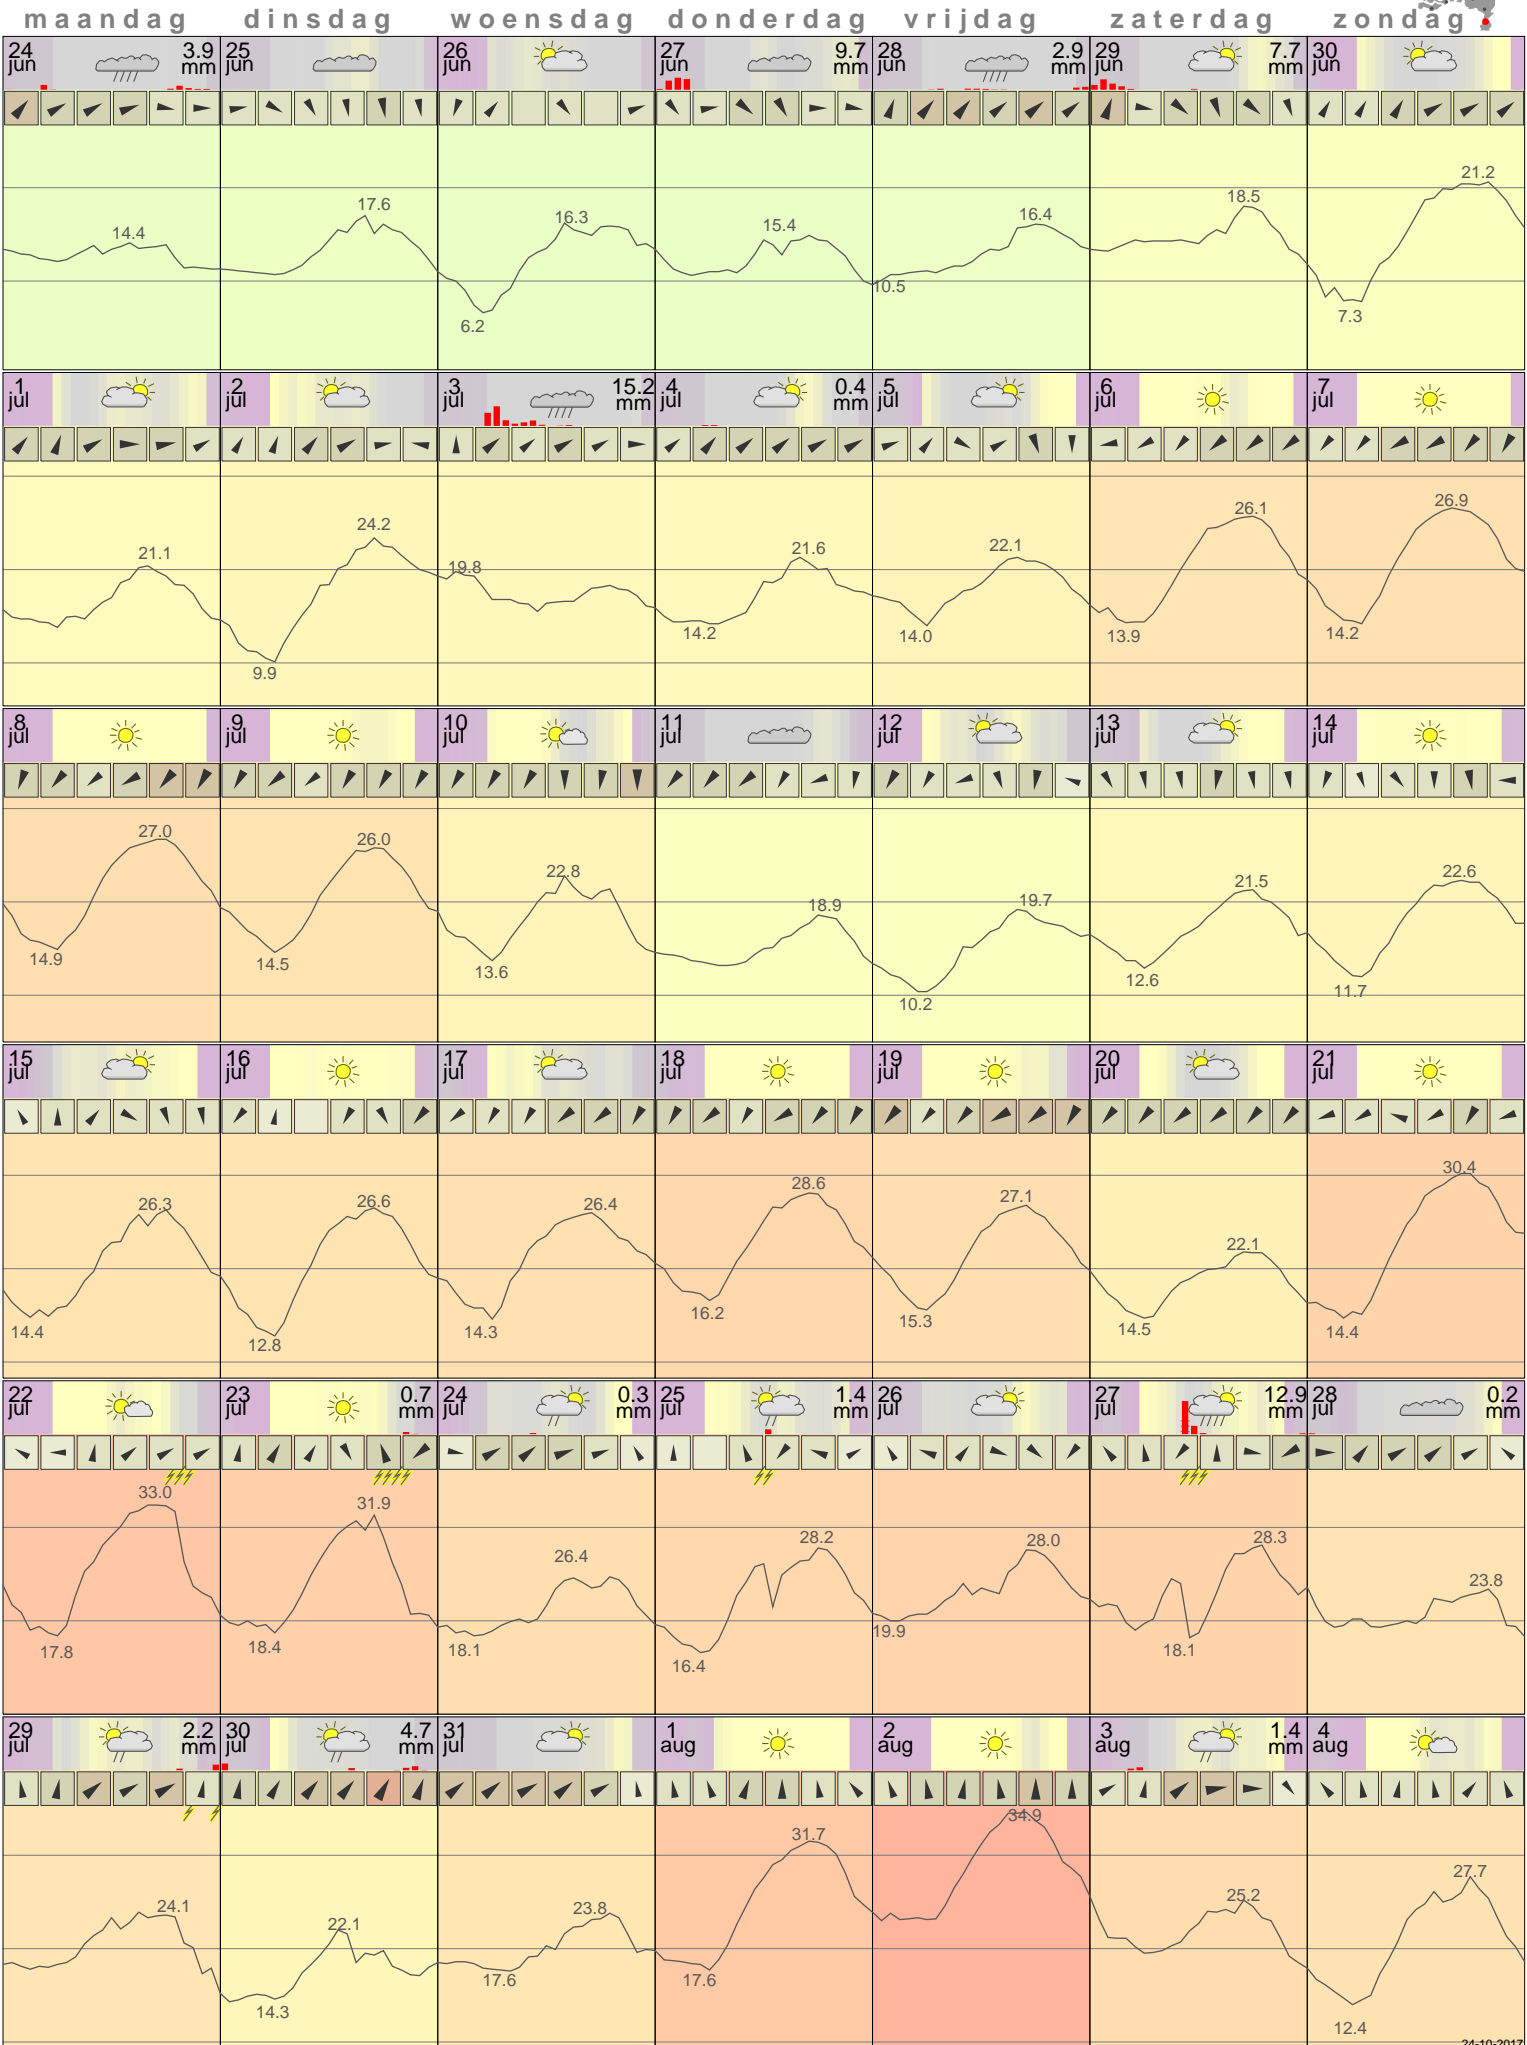 maandag dinsdag woensdag donderdag vrijdag zaterdag zondag
24 jun 3.9 mm 25 jun 26 jun 27 jun 9.7 mm 28 jun 2.9 mm 29 jun 7.7 mm 30 jun
14.4 17.6 16.3 6.2 15.4 10.5 16.4 18.5 21.2 7.3
1 jul 2 jul 3 jul 15.2 mm 4 jul 0.4 mm 5 jul 6 jul 7 jul
21.1 24.2 9.9 19.8 21.6 14.2 22.1 14.0 26.1 13.9 26.9 14.2
8 jul 9 jul 10 jul 11 jul 12 jul 13 jul 14 jul
27.0 14.9 26.0 14.5 22.8 13.6 18.9 19.7 10.2 21.5 12.6 22.6 11.7
15 jul 16 jul 17 jul 18 jul 19 jul 20 jul 21 jul
26.3 14.4 26.6 12.8 26.4 14.3 28.6 16.2 27.1 15.3 22.1 14.5 30.4 14.4
22 jul 23 jul 0.7 mm 24 jul 0.3 mm 25 jul 1.4 mm 26 jul 27 jul 12.9 mm 28 jul 0.2 mm
33.0 17.8 31.9 18.4 26.4 18.1 28.2 16.4 28.0 19.9 28.3 18.1 23.8
29 jul 2.2 mm 30 jul 4.7 mm 31 jul 1 aug 2 aug 3 aug 1.4 mm 4 aug
24.1 22.1 14.3 23.8 17.6 31.7 17.6 34.9 25.2 27.7 12.4
24-10-2017